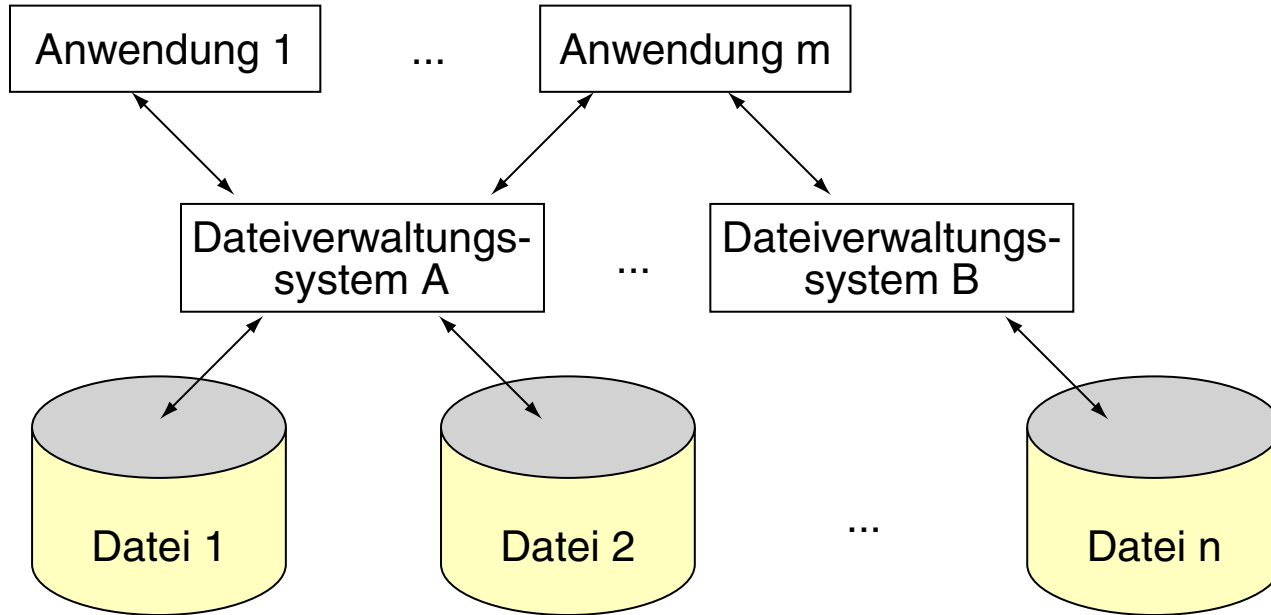 Anwendung 1 ... Anwendung m
Dateiverwaltungs-
system A
...
Dateiverwaltungs-
system B
Datei 1
Datei 2
...
Datei n